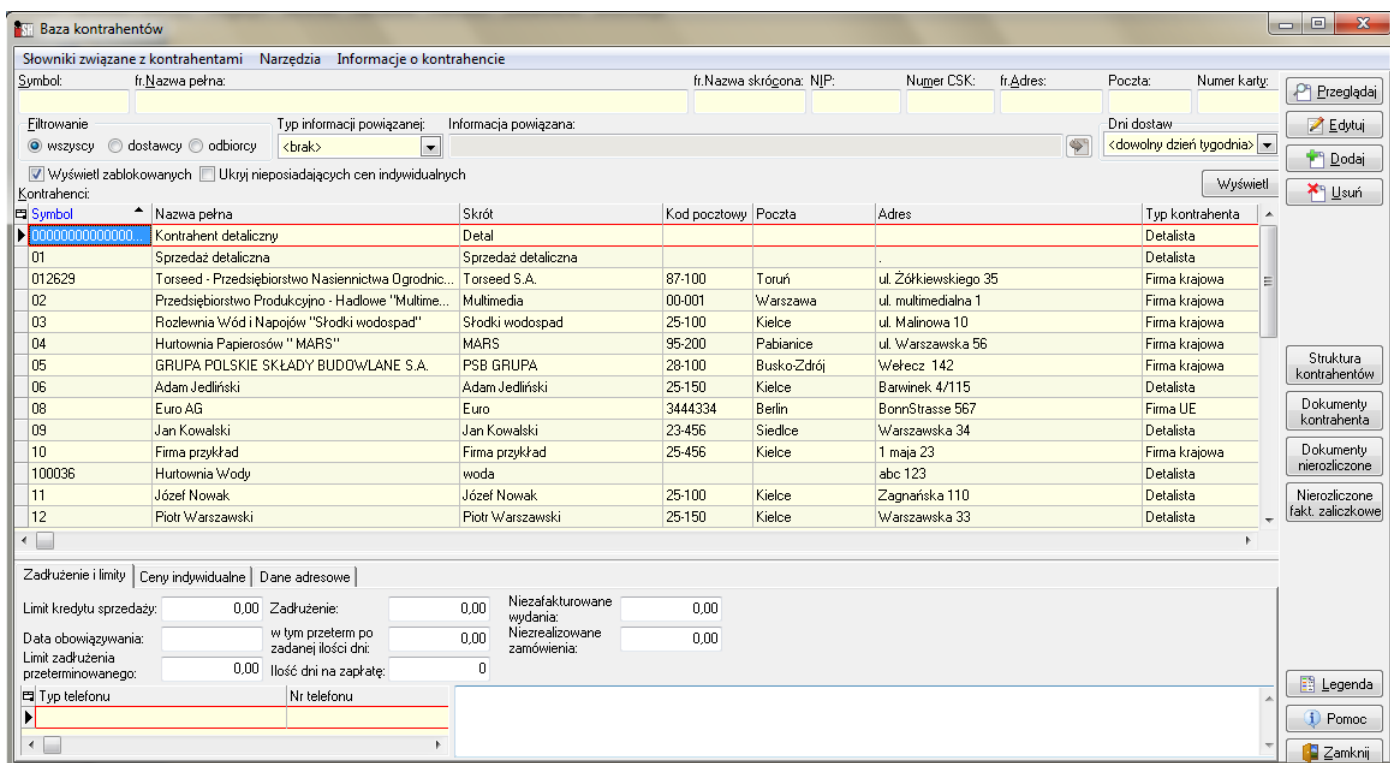 Baza kontrahentów
Słowniki związane z kontrahentami Narzędzia Informacje o kontrahencie
Symbol: fr.Nazwa pełna: fr.Nazwa skrócona: NIP: Numer CSK: fr.Adres: Poczta: Numer karty:
Przeglądaj
Filtrowanie Typ informacji powiązanej: Informacja powiązana: Dni dostaw
Edytuj
wszyscy dostawcy odbiorcy <brak> <dowolny dzień tygodnia>
Dodaj
Wyświetl zablokowanych Ukryj nieposiadających cen indywidualnych
Wyświetl
Usuń
Kontrahenci:
Symbol Nazwa pełna Skrót Kod pocztowy Poczta Adres Typ kontrahenta
00000000000000... Kontrahent detaliczny Detal Detalista
01 Sprzedaż detaliczna Sprzedaż detaliczna . Detalista
012629 Torseed - Przedsiębiorstwo Nasiennictwa Ogrodnic... Torseed S.A. 87-100 Toruń ul. Żółkiewskiego 35 Firma krajowa
02 Przedsiębiorstwo Produkcyjno - Hadlowe "Multime... Multimedia 00-001 Warszawa ul. multimedialna 1 Firma krajowa
03 Rozlewnia Wód i Napojów "Słodki wodospad" Słodki wodospad 25-100 Kielce ul. Malinowa 10 Firma krajowa
04 Hurtownia Papierosów " MARS" MARS 95-200 Pabianice ul. Warszawska 56 Firma krajowa
05 GRUPA POLSKIE SKŁADY BUDOWLANE S.A. PSB GRUPA 28-100 Busko-Zdrój Wełecz 142 Firma krajowa
06 Adam Jedliński Adam Jedliński 25-150 Kielce Barwinek 4/115 Detalista
08 Euro AG Euro 3444334 Berlin BonnStrasse 567 Firma UE
09 Jan Kowalski Jan Kowalski 23-456 Siedlce Warszawska 34 Detalista
10 Firma przykład Firma przykład 25-456 Kielce 1 maja 23 Firma krajowa
100036 Hurtownia Wody woda abc 123 Detalista
11 Józef Nowak Józef Nowak 25-100 Kielce Zagnańska 110 Detalista
12 Piotr Warszawski Piotr Warszawski 25-150 Kielce Warszawska 33 Detalista
Struktura
kontrahentów
Dokumenty
kontrahenta
Dokumenty
nierozliczone
Nierozliczone
fakt. zaliczkowe
Zadłużenie i limity Ceny indywidualne Dane adresowe
Limit kredytu sprzedaży: 0,00 Zadłużenie: 0,00 Niezafakturowane
wydania: 0,00
Data obowiązywania: w tym przeterm po
zadanej ilości dni: 0,00 Niezrealizowane
zamówienia: 0,00
Limit zadłużenia
przeterminowanego: 0,00 Ilość dni na zapłatę: 0
Typ telefonu Nr telefonu
Legenda
Pomoc
Zamknij